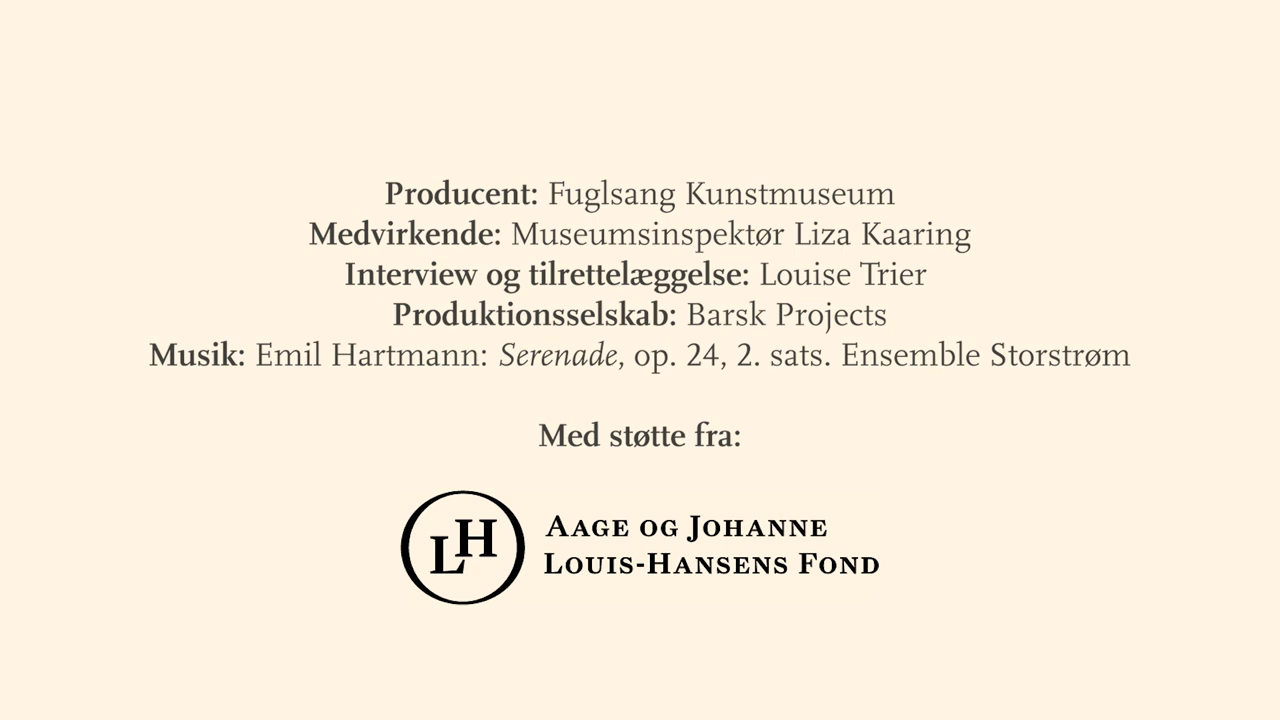 Producent: Fuglsang Kunstmuseum
Medvirkende: Museumsinspektør Liza Kaaring
Interview og tilrettelæggelse: Louise Trier
Produktionsselskab: Barsk Projects
Musik: Emil Hartmann: Serenade, op. 24, 2. sats. Ensemble Storstrøm
Med støtte fra:
LH
Aage og Johanne
Louis-Hansens Fond